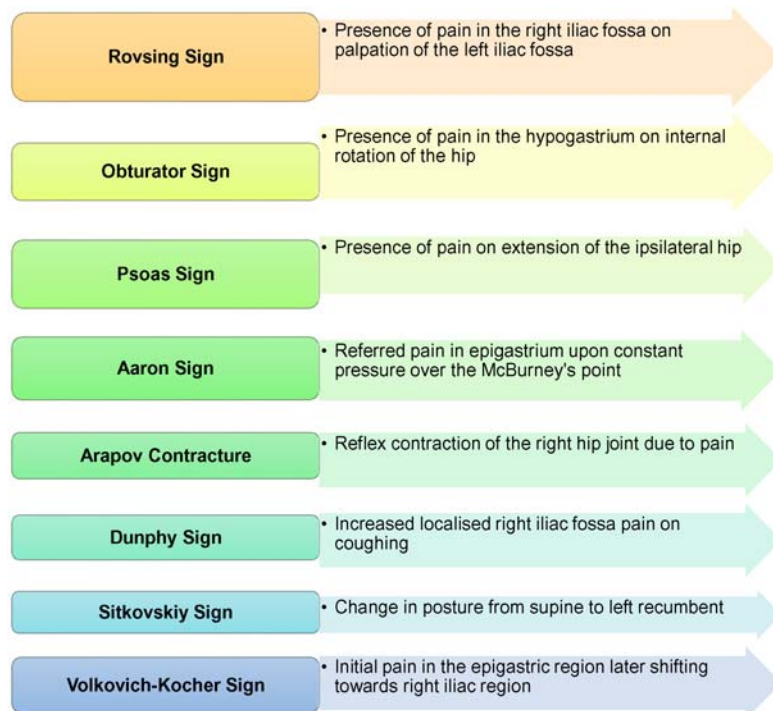 Rovsing Sign
• Presence of pain in the right iliac fossa on
palpation of the left iliac fossa
Obturator Sign
• Presence of pain in the hypogastrium on internal
rotation of the hip
Psoas Sign
• Presence of pain on extension of the ipsilateral hip
Aaron Sign
• Referred pain in epigastrium upon constant
pressure over the McBurney's point
Arapov Contracture
• Reflex contraction of the right hip joint due to pain
Dunphy Sign
• Increased localised right iliac fossa pain on
coughing
Sitkovskiy Sign
• Change in posture from supine to left recumbent
Volkovich-Kocher Sign
• Initial pain in the epigastric region later shifting
towards right iliac region